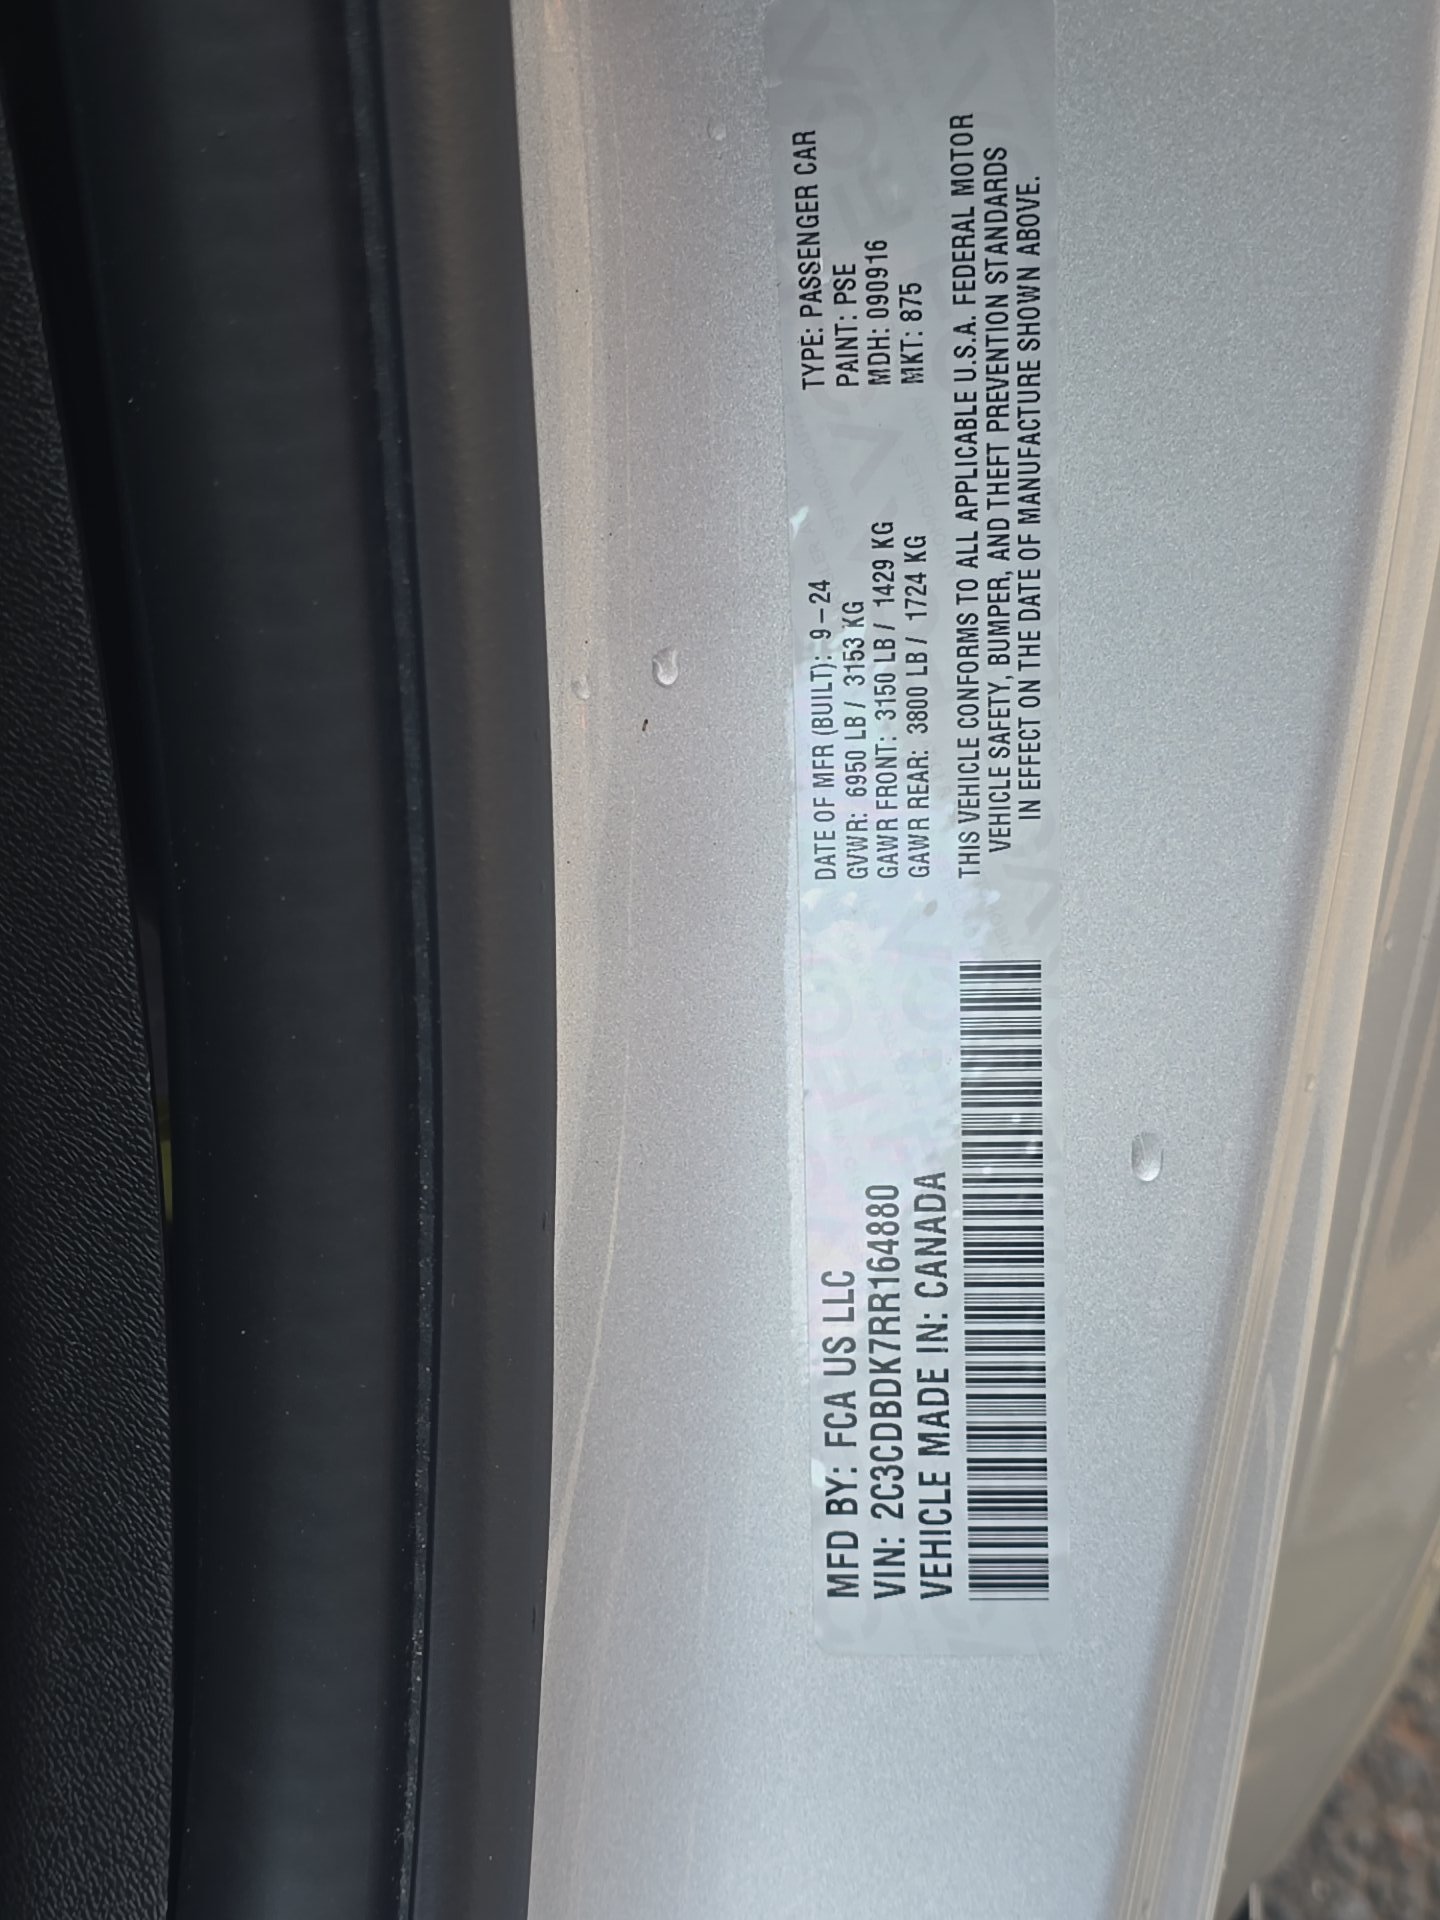 MFD BY: FCA US LLC
VIN: 2C3CDBDK7RR164880
VEHICLE MADE IN: CANADA
DATE OF MFR (BUILT): 9-24
GVWR: 6950 LB / 3153 KG
GAWR FRONT: 3150 LB / 1429 KG
GAWR REAR: 3800 LB / 1724 KG
TYPE: PASSENGER CAR
PAINT: PSE
MDH: 090916
MKT: 875
THIS VEHICLE CONFORMS TO ALL APPLICABLE U.S.A. FEDERAL MOTOR
VEHICLE SAFETY, BUMPER, AND THEFT PREVENTION STANDARDS
IN EFFECT ON THE DATE OF MANUFACTURE SHOWN ABOVE.